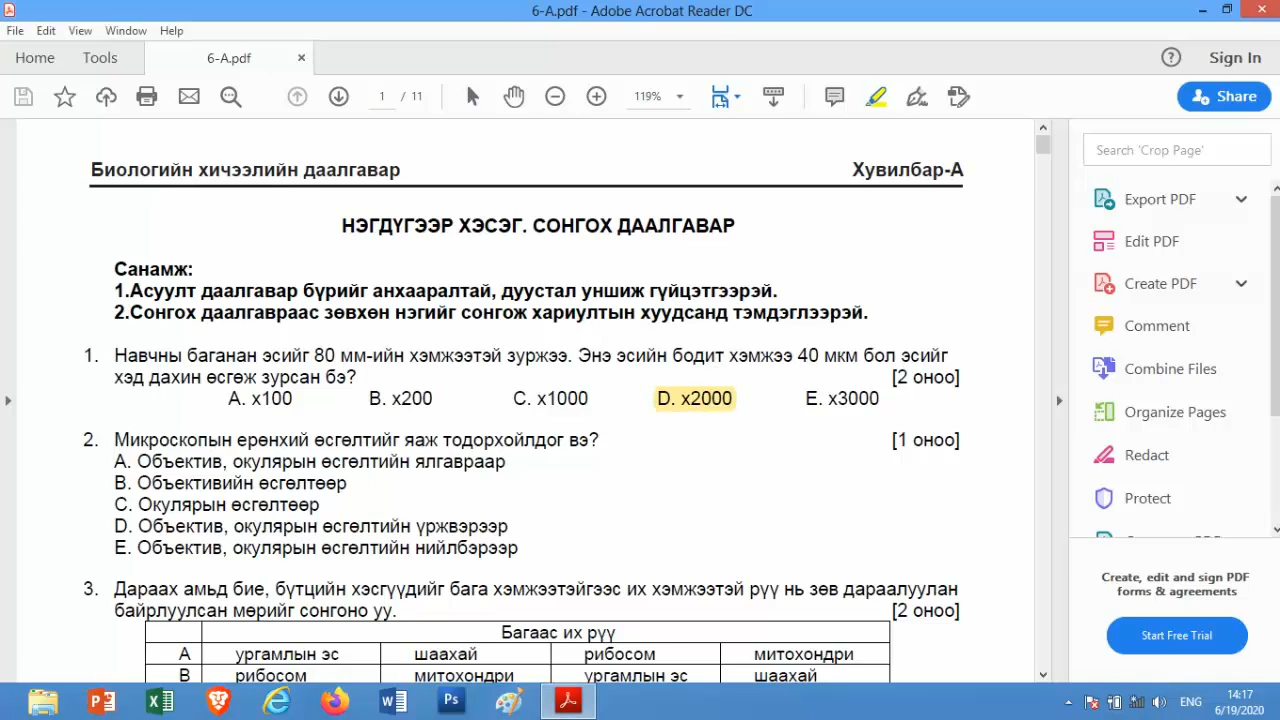 6-A.pdf - Adobe Acrobat Reader DC
File Edit View Window Help
Home Tools 6-A.pdf × Sign In
1 / 11 119% Share
Биологийн хичээлийн даалгавар Хувилбар-А
НЭГДҮГЭЭР ХЭСЭГ. СОНГОХ ДААЛГАВАР
Санамж:
1.Асуулт даалгавар бүрийг анхааралтай, дуустал уншиж гүйцэтгээрэй.
2.Сонгох даалгавраас зөвхөн нэгийг сонгож хариултын хуудсанд тэмдэглээрэй.
1. Навчны баганан эсийг 80 мм-ийн хэмжээтэй зуржээ. Энэ эсийн бодит хэмжээ 40 мкм бол эсийг
хэд дахин өсгөж зурсан бэ? [2 оноо]
A. x100 B. x200 C. x1000 D. x2000 E. x3000
2. Микроскопын ерөнхий өсгөлтийг яаж тодорхойлдог вэ? [1 оноо]
A. Объектив, окулярын өсгөлтийн ялгавраар
B. Объективийн өсгөлтөөр
C. Окулярын өсгөлтөөр
D. Объектив, окулярын өсгөлтийн үржвэрээр
E. Объектив, окулярын өсгөлтийн нийлбэрээр
3. Дараах амьд бие, бүтцийн хэсгүүдийг бага хэмжээтэйгээс их хэмжээтэй рүү нь зөв дараалуулан
байрлуулсан мөрийг сонгоно уу. [2 оноо]
Багаас их рүү
A ургамлын эс шаахай рибосом митохондри
B рибосом митохондри ургамлын эс шаахай
Search 'Crop Page'
Export PDF
Edit PDF
Create PDF
Comment
Combine Files
Organize Pages
Redact
Protect
Create, edit and sign PDF
forms & agreements
Start Free Trial
ENG 14:17
6/19/2020